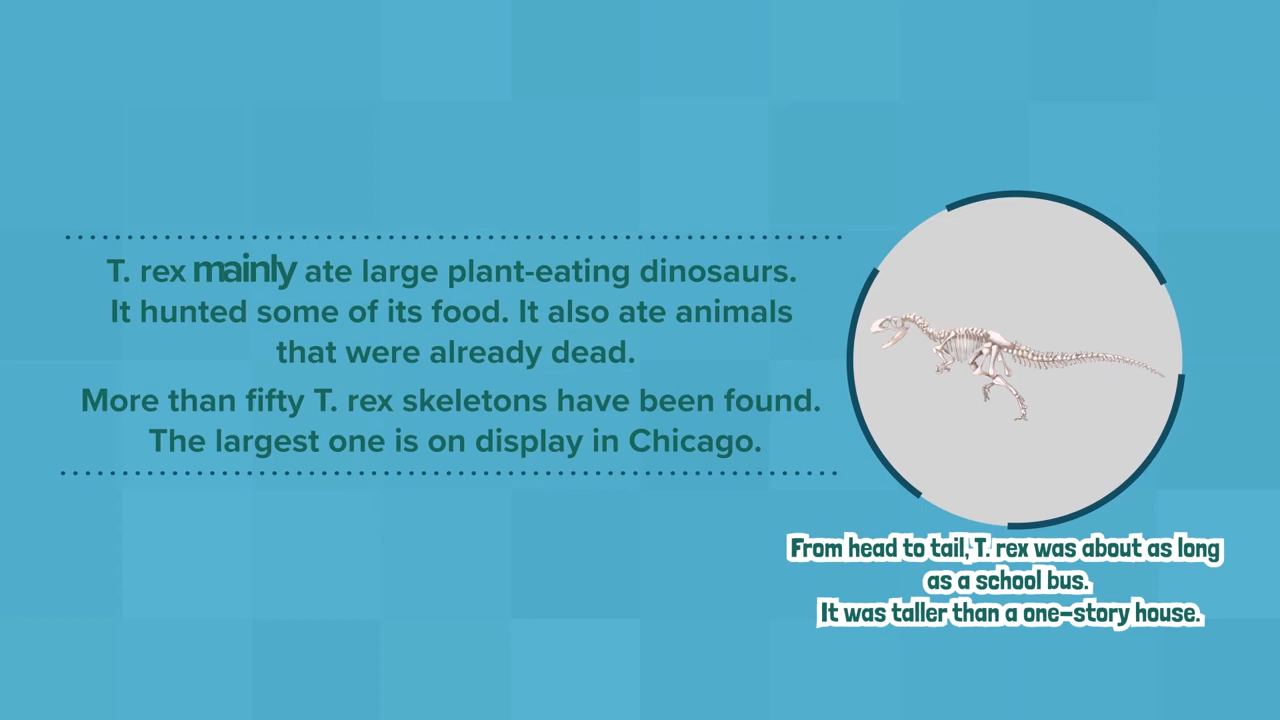 T. rex mainly ate large plant-eating dinosaurs.
It hunted some of its food. It also ate animals
that were already dead.
More than fifty T. rex skeletons have been found.
The largest one is on display in Chicago.
From head to tail, T. rex was about as long
as a school bus.
It was taller than a one-story house.